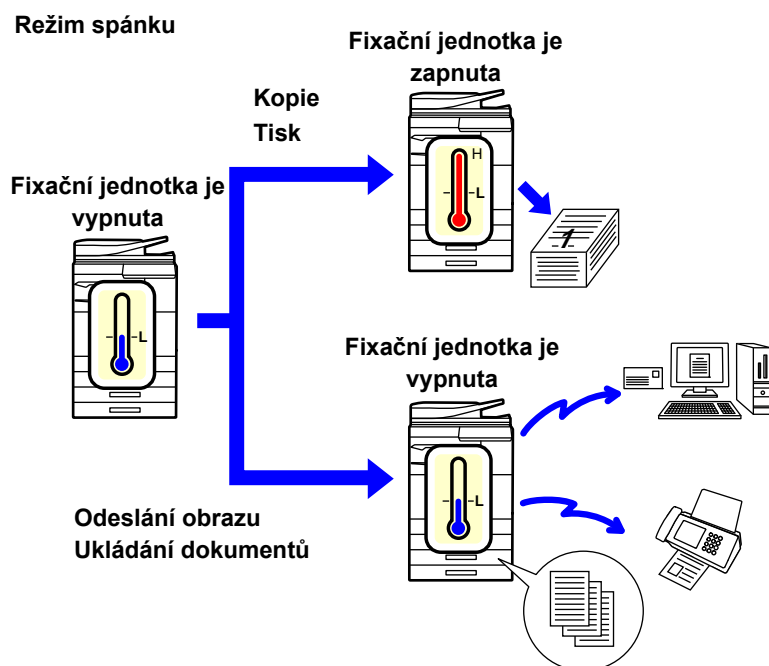 Režim spánku
Fixační jednotka je
zapnuta
Kopie
Tisk
H
L
1
Fixační jednotka je
vypnuta
L
Fixační jednotka je
vypnuta
L
Odeslání obrazu
Ukládání dokumentů